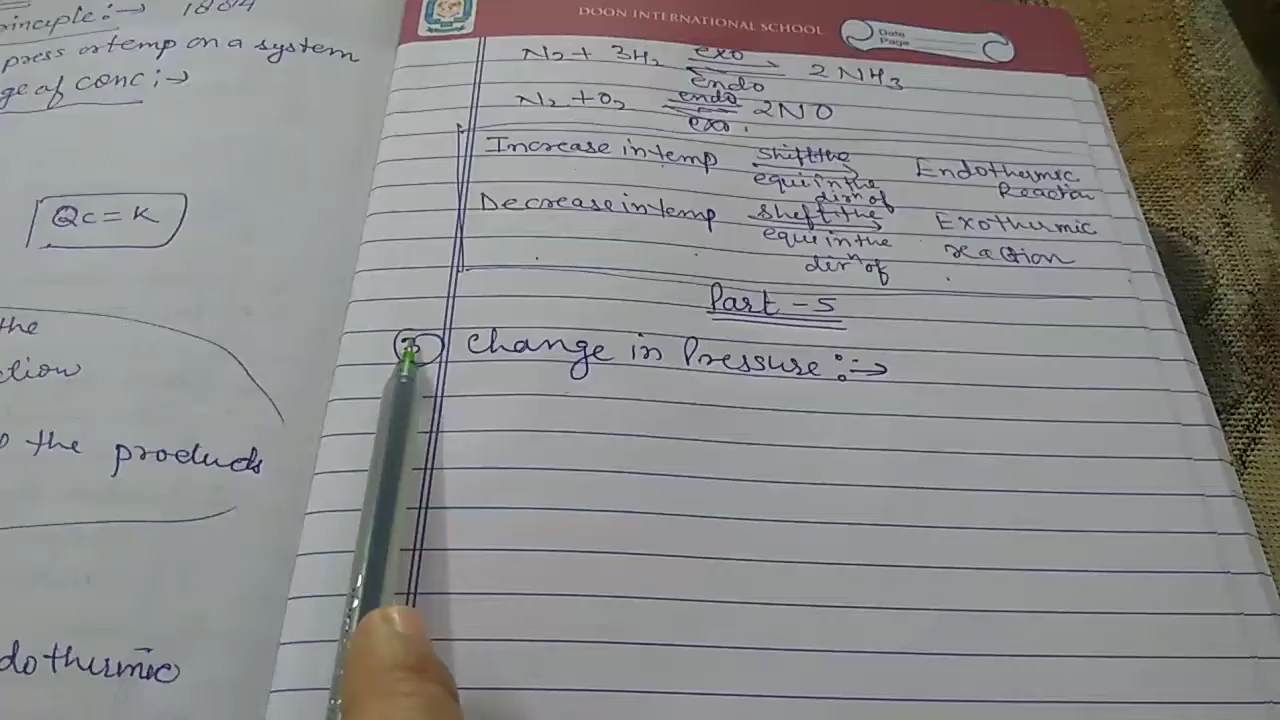 rinciple :→ 1884
press or temp on a system
ge of conc :→
Qc = K
the
ction
the products
dothermic
DOON INTERNATIONAL SCHOOL
Date
Page
N2 + 3H2 exo 2NH3
endo
N2 + O2 endo 2NO
exo.
Increase in temp shift the Endothermic
equi in the Reaction
dirn of
Decrease in temp shift the Exothermic
equi in the reaction
dirn of
Part - 5
3 Change in Pressure :→